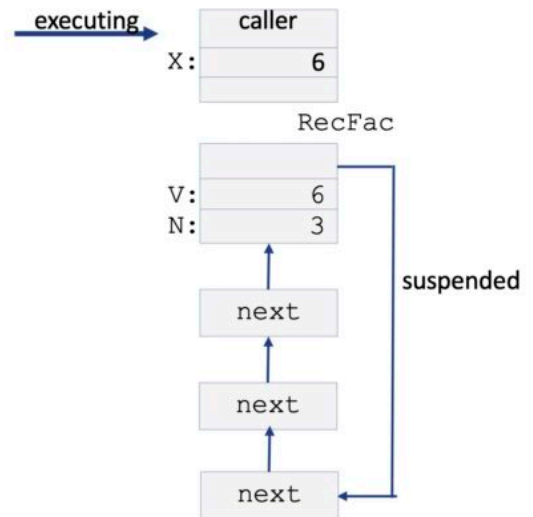 executing
caller
X: 6
RecFac
V: 6
N: 3
suspended
next
next
next